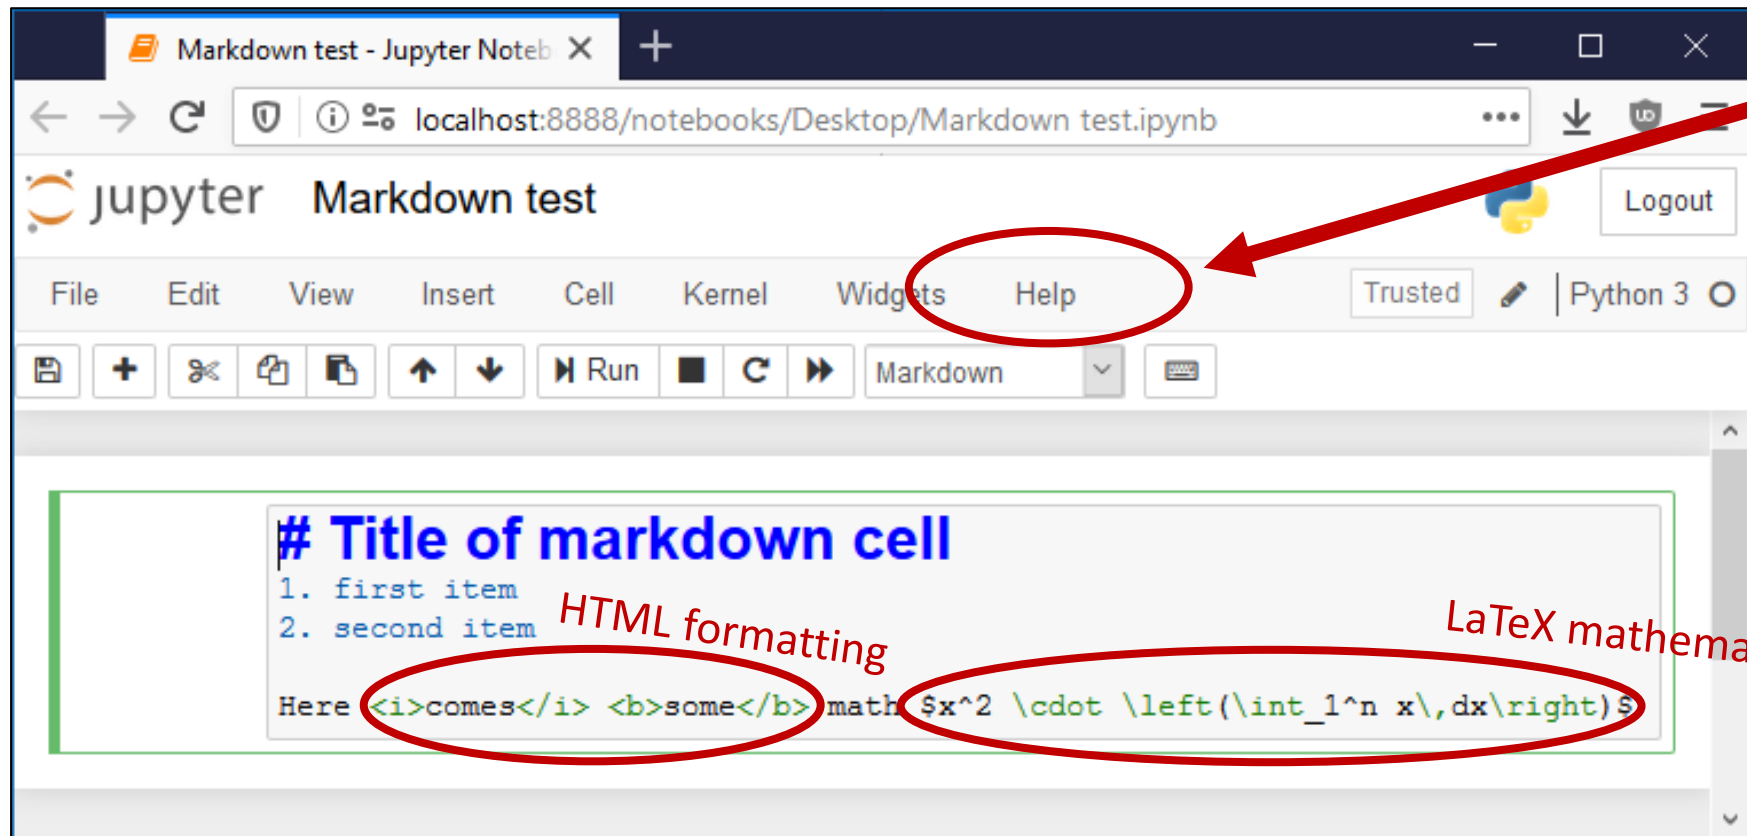 Markdown test - Jupyter Noteb
localhost:8888/notebooks/Desktop/Markdown test.ipynb
jupyter Markdown test Logout
File Edit View Insert Cell Kernel Widgets Help Trusted Python 3
Run Markdown
# Title of markdown cell
1. first item
2. second item
HTML formatting
LaTeX mathema
Here <i>comes</i> <b>some</b> math $x^2 \cdot \left(\int_1^n x\,dx\right)$